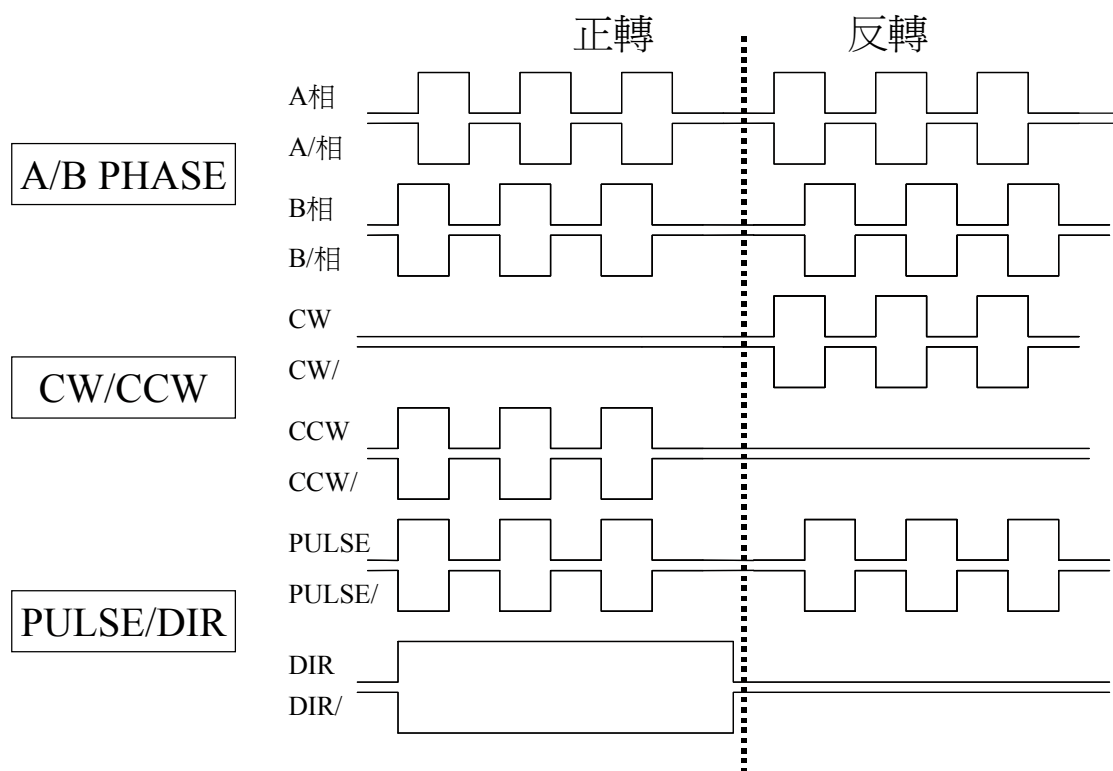 正轉
反轉
A/B PHASE
A相
A/相
B相
B/相
CW/CCW
CW
CW/
CCW
CCW/
PULSE/DIR
PULSE
PULSE/
DIR
DIR/